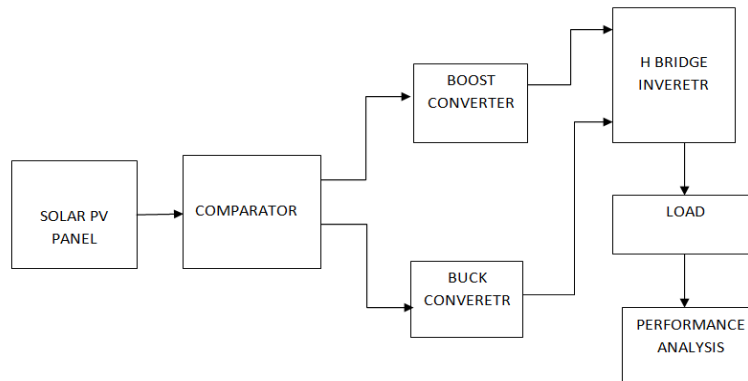 SOLAR PV
PANEL
COMPARATOR
BOOST
CONVERTER
BUCK
CONVERETR
H BRIDGE
INVERETR
LOAD
PERFORMANCE
ANALYSIS